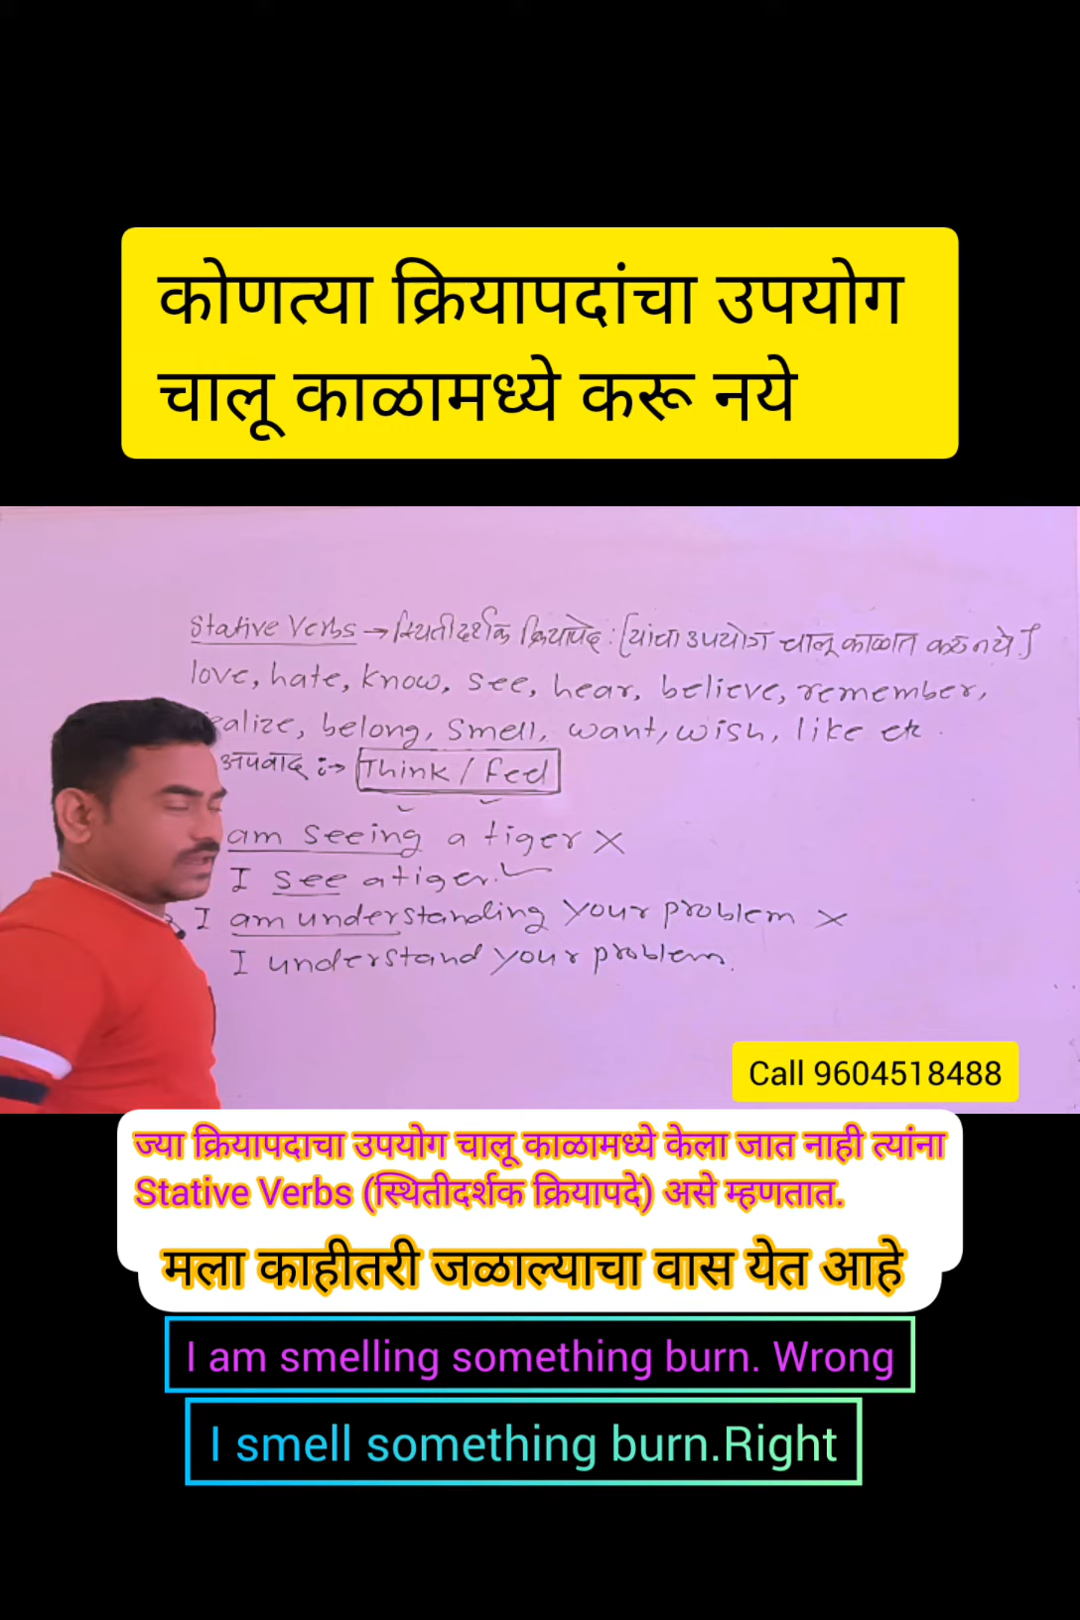 कोणत्या क्रियापदांचा उपयोग
चालू काळामध्ये करू नये
Stative Verbs → स्थितीदर्शक क्रियापदे : [यांचा उपयोग चालू काळात करु नये]
love, hate, know, see, hear, believe, remember,
ealize, belong, smell, want, wish, like etc.
अपवाद :→ Think / feel
am seeing a tiger ×
I see a tiger. ✓
I am understanding your problem ×
I understand your problem.
Call 9604518488
ज्या क्रियापदाचा उपयोग चालू काळामध्ये केला जात नाही त्यांना
Stative Verbs (स्थितीदर्शक क्रियापदे) असे म्हणतात.
मला काहीतरी जळाल्याचा वास येत आहे
I am smelling something burn. Wrong
I smell something burn.Right